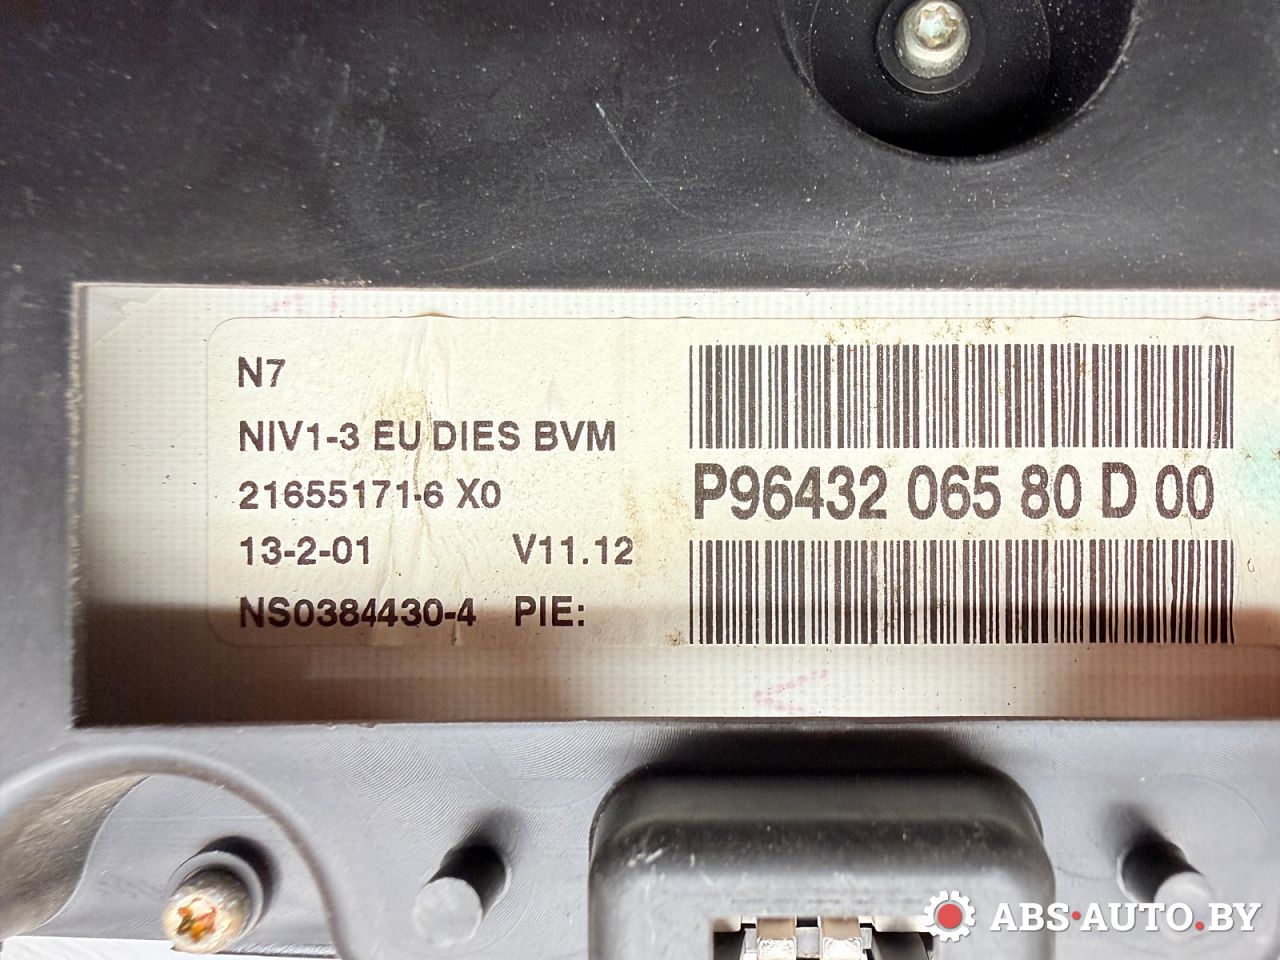 N7
NIV1-3 EU DIES BVM
21655171-6 X0
13-2-01 V11.12
NS0384430-4 PIE:
P96432 065 80 D 00
ABS·AUTO.BY